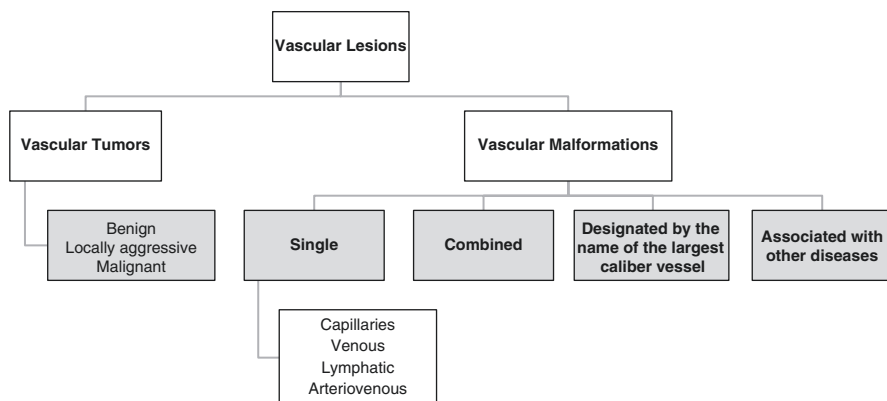 Vascular Lesions
Vascular Tumors
Vascular Malformations
Benign
Locally aggressive
Malignant
Single
Combined
Designated by the
name of the largest
caliber vessel
Associated with
other diseases
Capillaries
Venous
Lymphatic
Arteriovenous